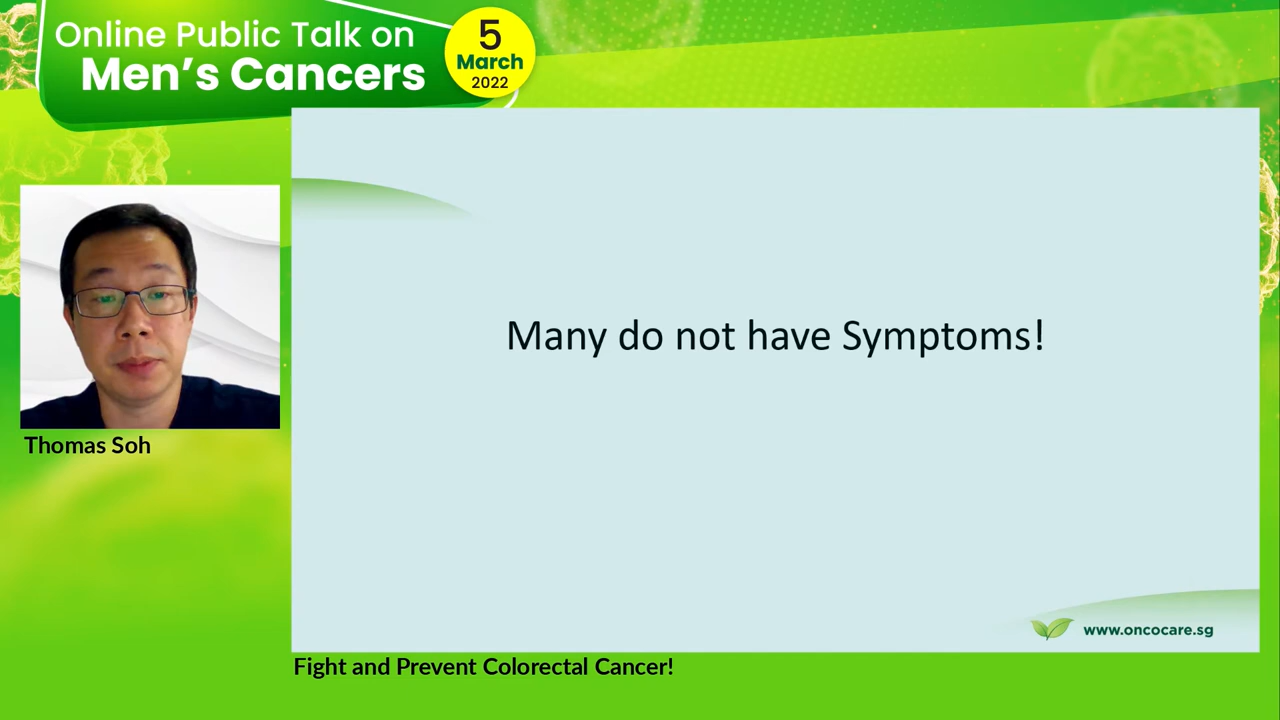 Online Public Talk on
Men's Cancers
5
March
2022
Many do not have Symptoms!
Thomas Soh
www.oncocare.sg
Fight and Prevent Colorectal Cancer!